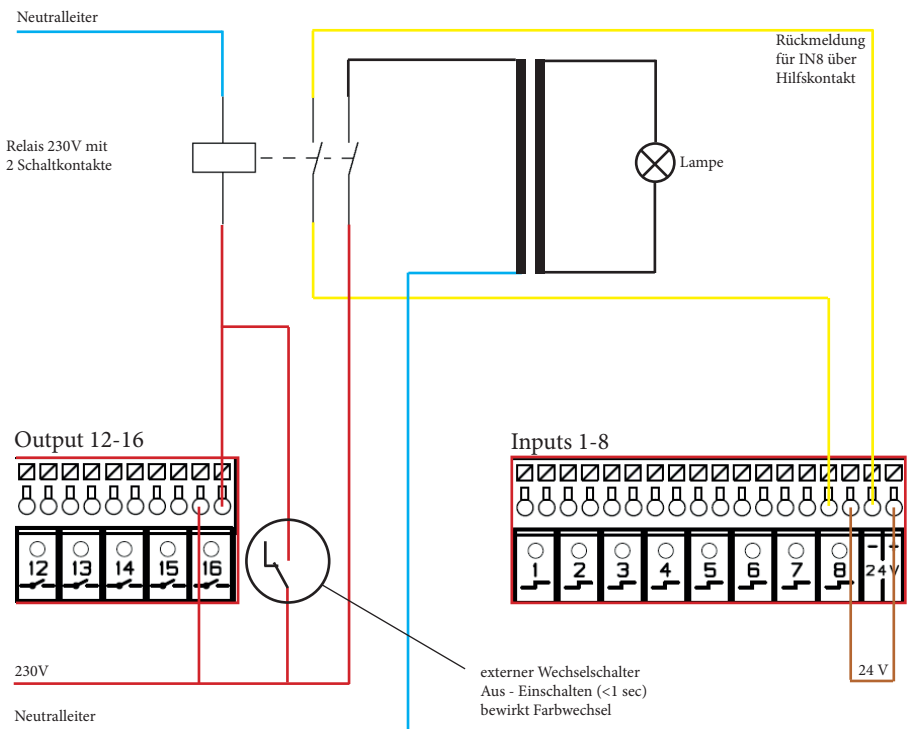 Neutralleiter
Rückmeldung
für IN8 über
Hilfskontakt
Relais 230V mit
2 Schaltkontakte
Lampe
Output 12-16
Inputs 1-8
12 13 14 15 16
1 2 3 4 5 6 7 8 24V
230V
externer Wechselschalter
Aus - Einschalten (<1 sec)
bewirkt Farbwechsel
24 V
Neutralleiter